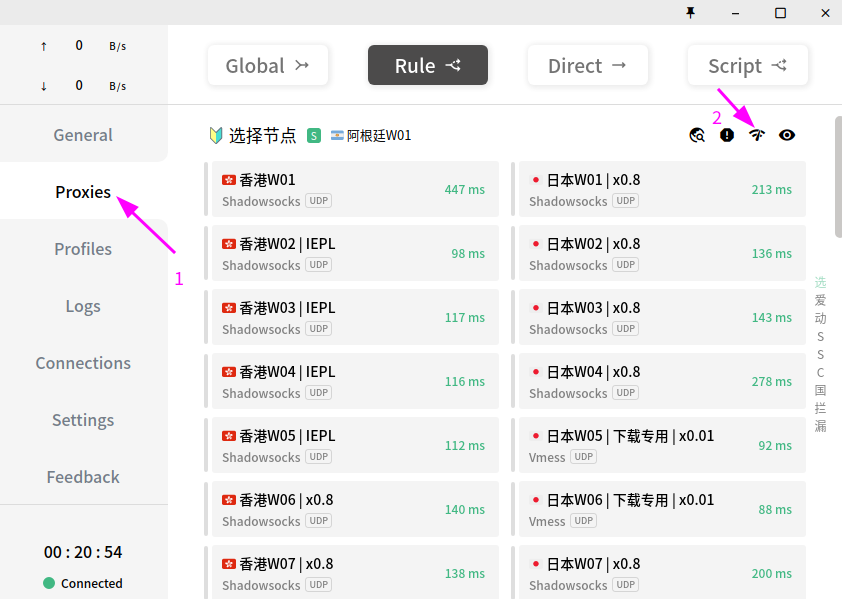 ↑ 0 B/s
↓ 0 B/s
General
Proxies
1
Profiles
Logs
Connections
Settings
Feedback
00 : 20 : 54
Connected
Global
Rule
Direct →
Script
2
选择节点 S 阿根廷W01
香港W01
Shadowsocks UDP
447 ms
日本W01 | x0.8
Shadowsocks UDP
213 ms
香港W02 | IEPL
Shadowsocks UDP
98 ms
日本W02 | x0.8
Shadowsocks UDP
136 ms
香港W03 | IEPL
Shadowsocks UDP
117 ms
日本W03 | x0.8
Shadowsocks UDP
143 ms
香港W04 | IEPL
Shadowsocks UDP
116 ms
日本W04 | x0.8
Shadowsocks UDP
278 ms
香港W05 | IEPL
Shadowsocks UDP
112 ms
日本W05 | 下载专用 | x0.01
Vmess UDP
92 ms
香港W06 | x0.8
Shadowsocks UDP
140 ms
日本W06 | 下载专用 | x0.01
Vmess UDP
88 ms
香港W07 | x0.8
Shadowsocks UDP
138 ms
日本W07 | x0.8
Shadowsocks UDP
200 ms
选
爱
动
S
S
C
国
拦
漏